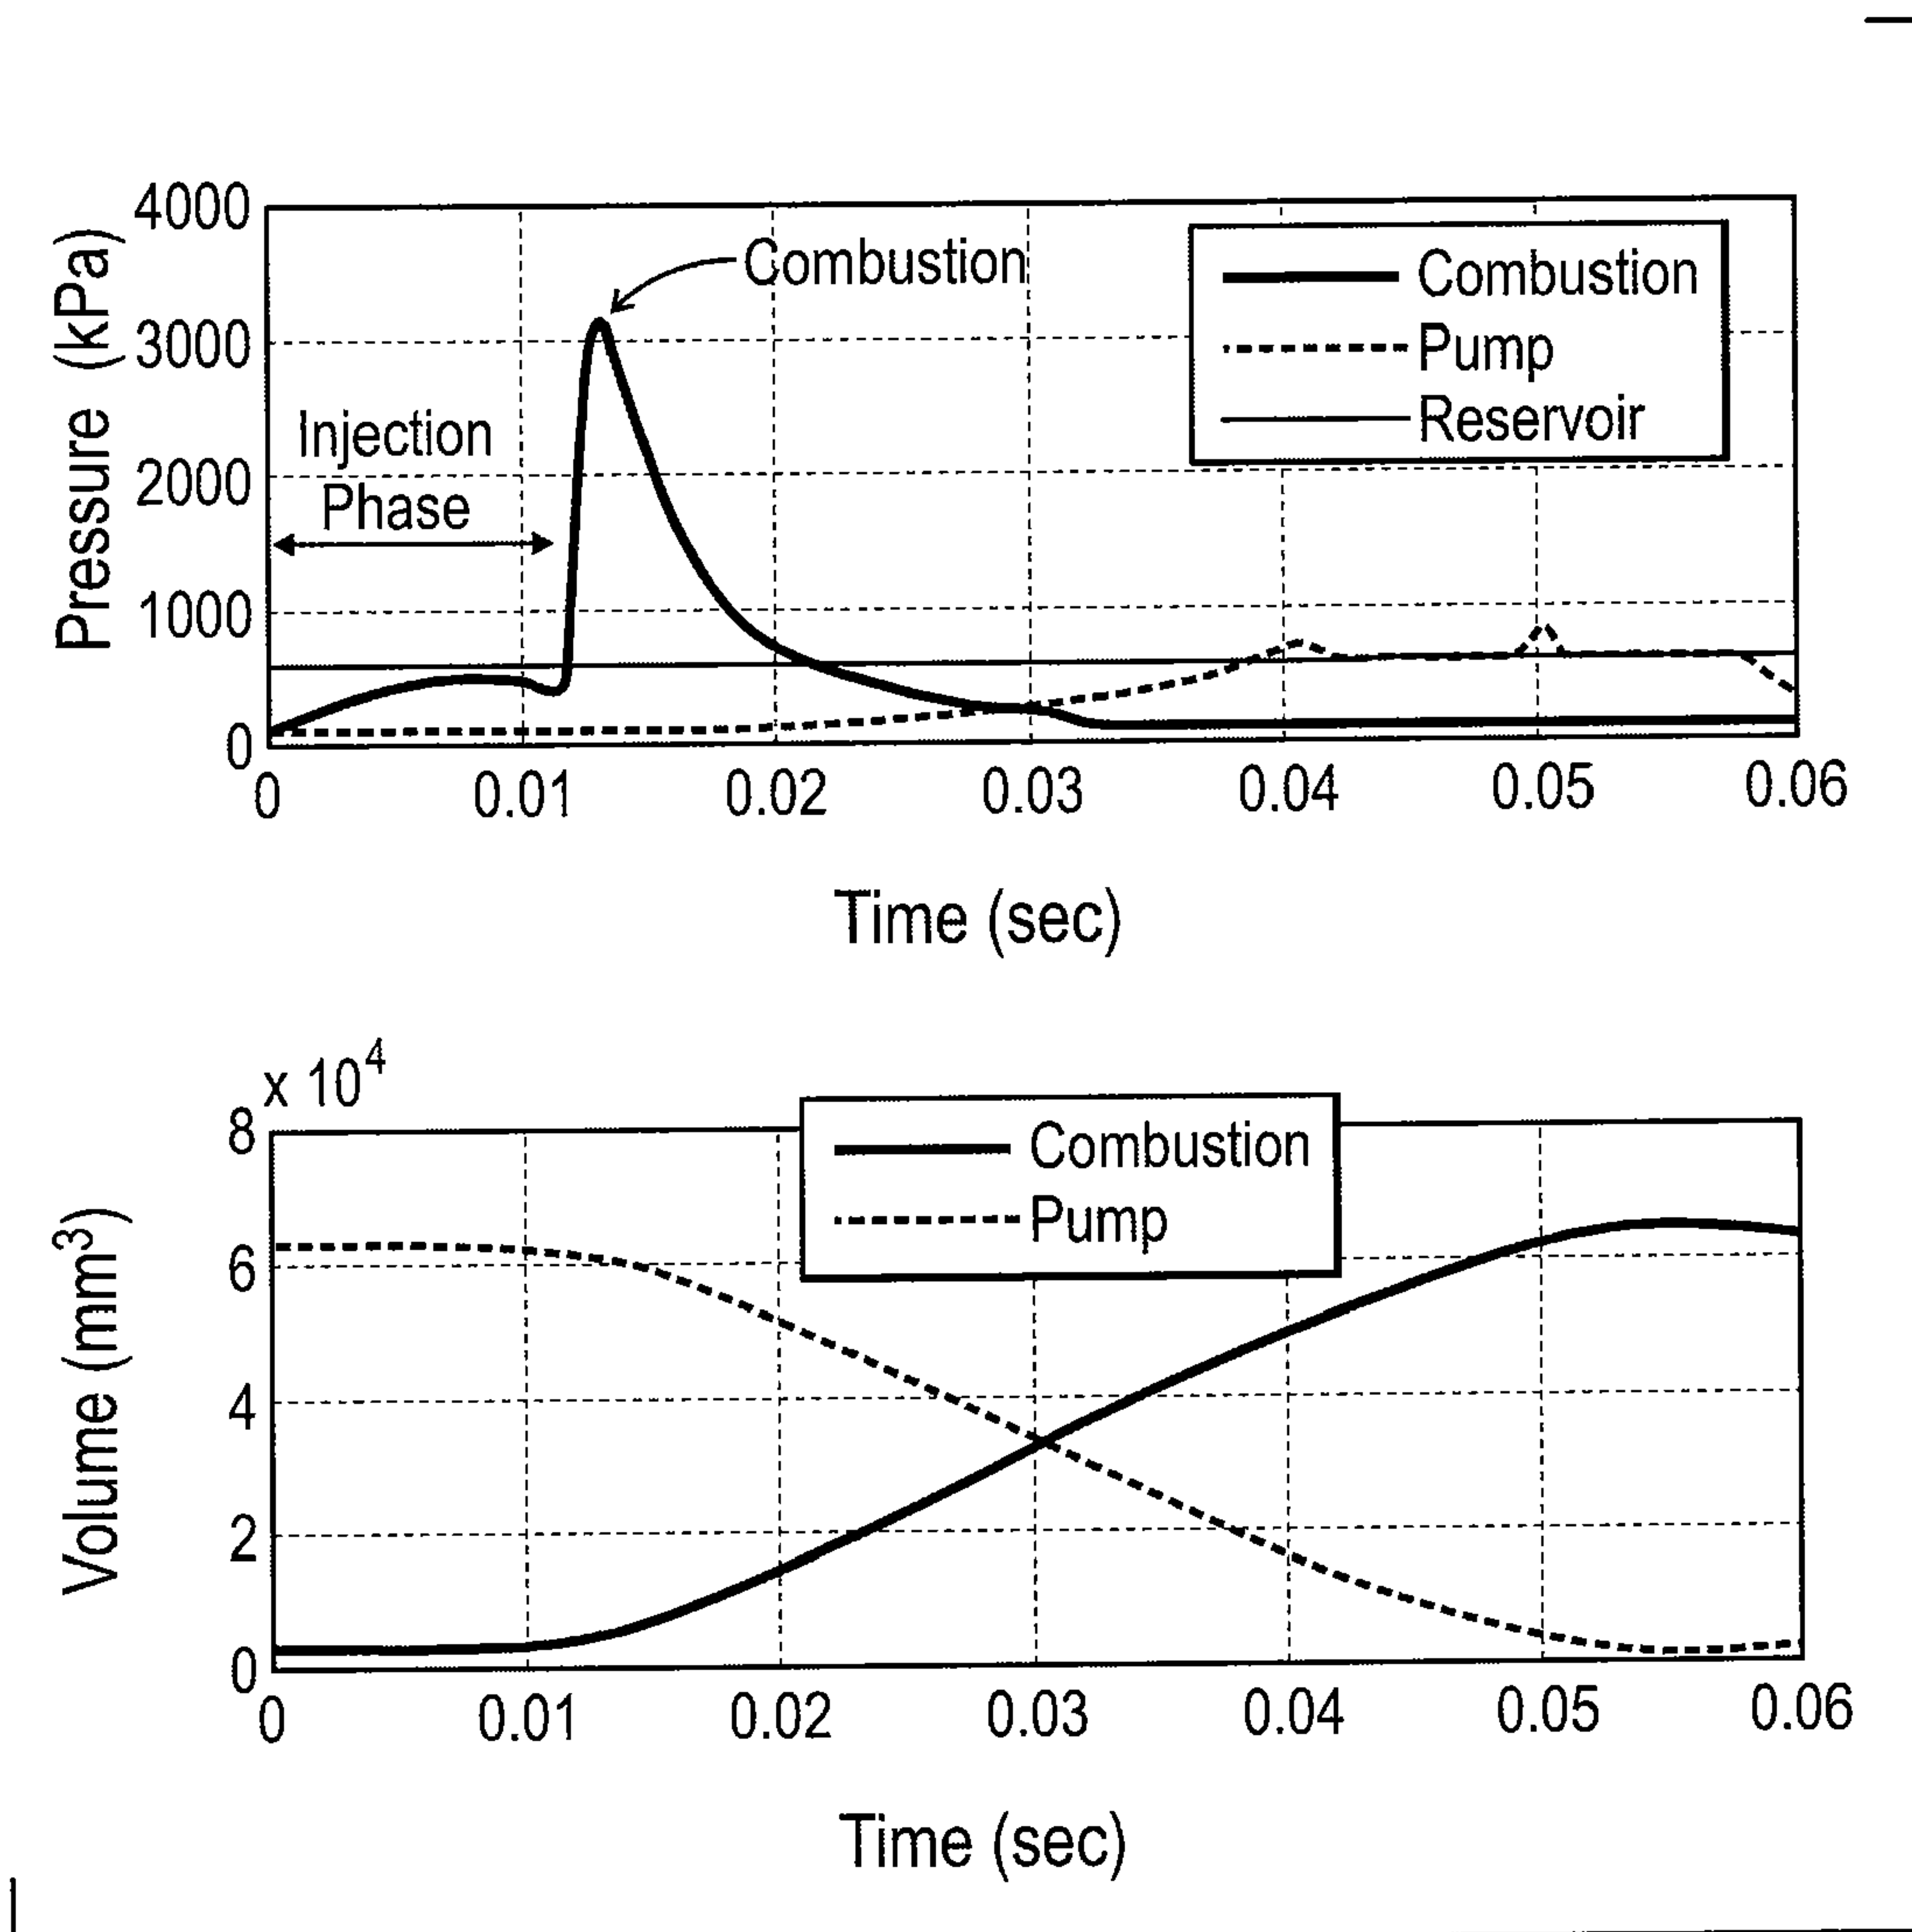 4000
3000
2000
1000
0
Pressure (kPa)
Combustion
Injection
Phase
Combustion
Pump
Reservoir
0 0.01 0.02 0.03 0.04 0.05 0.06
Time (sec)
x 10⁴
8
6
4
2
0
Volume (mm³)
Combustion
Pump
0 0.01 0.02 0.03 0.04 0.05 0.06
Time (sec)